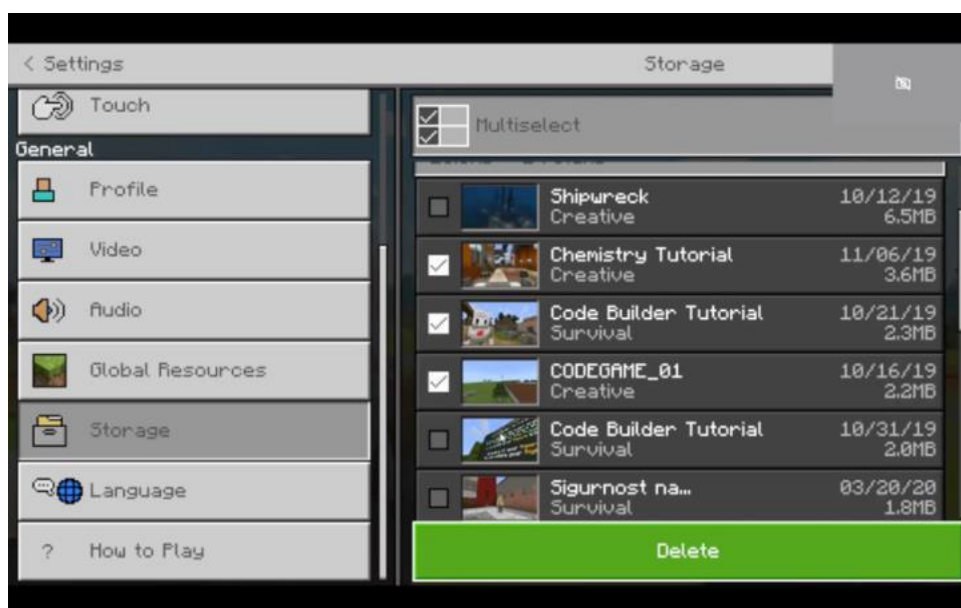 < Settings
Storage
Touch
General
Profile
Video
Audio
Global Resources
Storage
Language
? How to Play
Multiselect
Shipwreck 10/12/19
Creative 6.5MB
Chemistry Tutorial 11/06/19
Creative 3.6MB
Code Builder Tutorial 10/21/19
Survival 2.3MB
CODEGAME_01 10/16/19
Creative 2.2MB
Code Builder Tutorial 10/31/19
Survival 2.0MB
Sigurnost na... 03/20/20
Survival 1.8MB
Delete